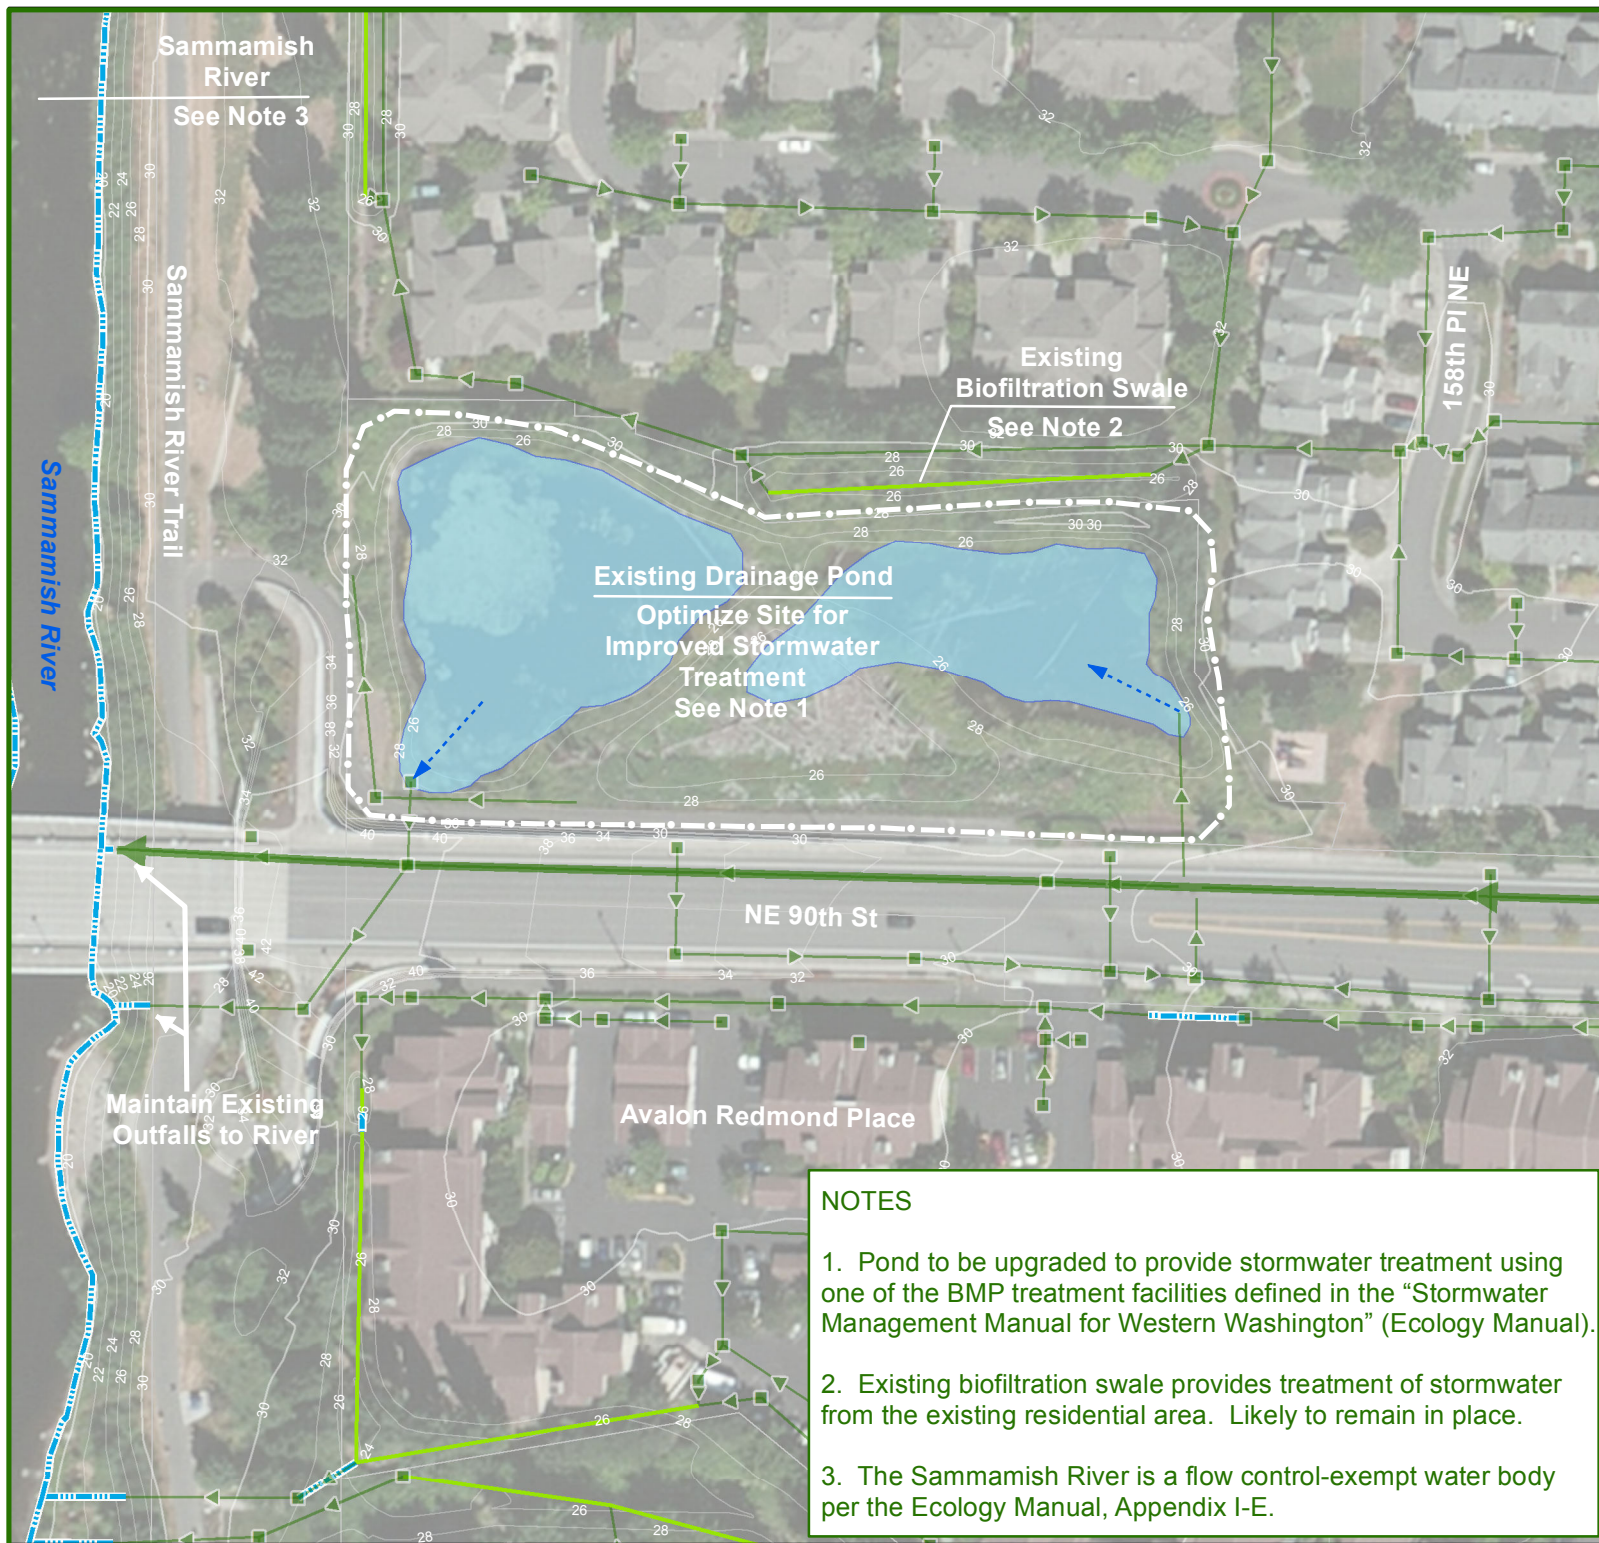 Sammamish
River
See Note 3
Sammamish River Trail
Sammamish River
Existing
Biofiltration Swale
See Note 2
158th Pl NE
Existing Drainage Pond
Optimize Site for
Improved Stormwater
Treatment
See Note 1
NE 90th St
Maintain Existing
Outfalls to River
Avalon Redmond Place
NOTES
1.  Pond to be upgraded to provide stormwater treatment using
one of the BMP treatment facilities defined in the “Stormwater
Management Manual for Western Washington” (Ecology Manual).
2.  Existing biofiltration swale provides treatment of stormwater
from the existing residential area.  Likely to remain in place.
3.  The Sammamish River is a flow control-exempt water body
per the Ecology Manual, Appendix I-E.